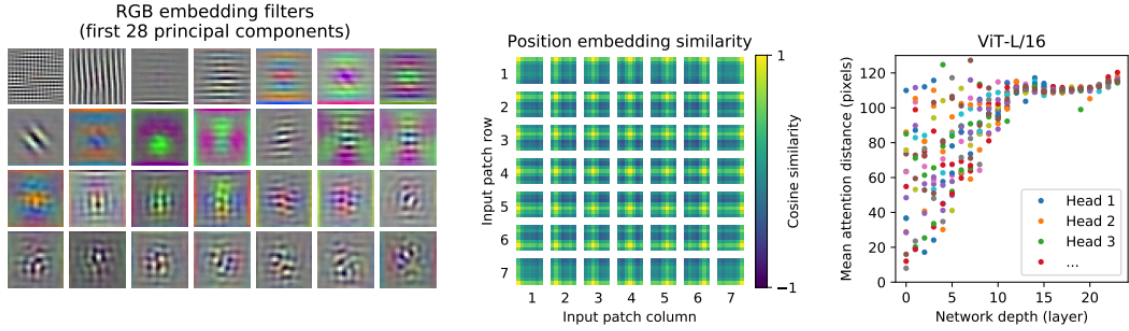 RGB embedding filters
(first 28 principal components)
Position embedding similarity
1
2
3
4
5
6
7
Input patch row
1 2 3 4 5 6 7
Input patch column
1
−1
Cosine similarity
ViT-L/16
120
100
80
60
40
20
0
Mean attention distance (pixels)
Head 1
Head 2
Head 3
...
0 5 10 15 20
Network depth (layer)